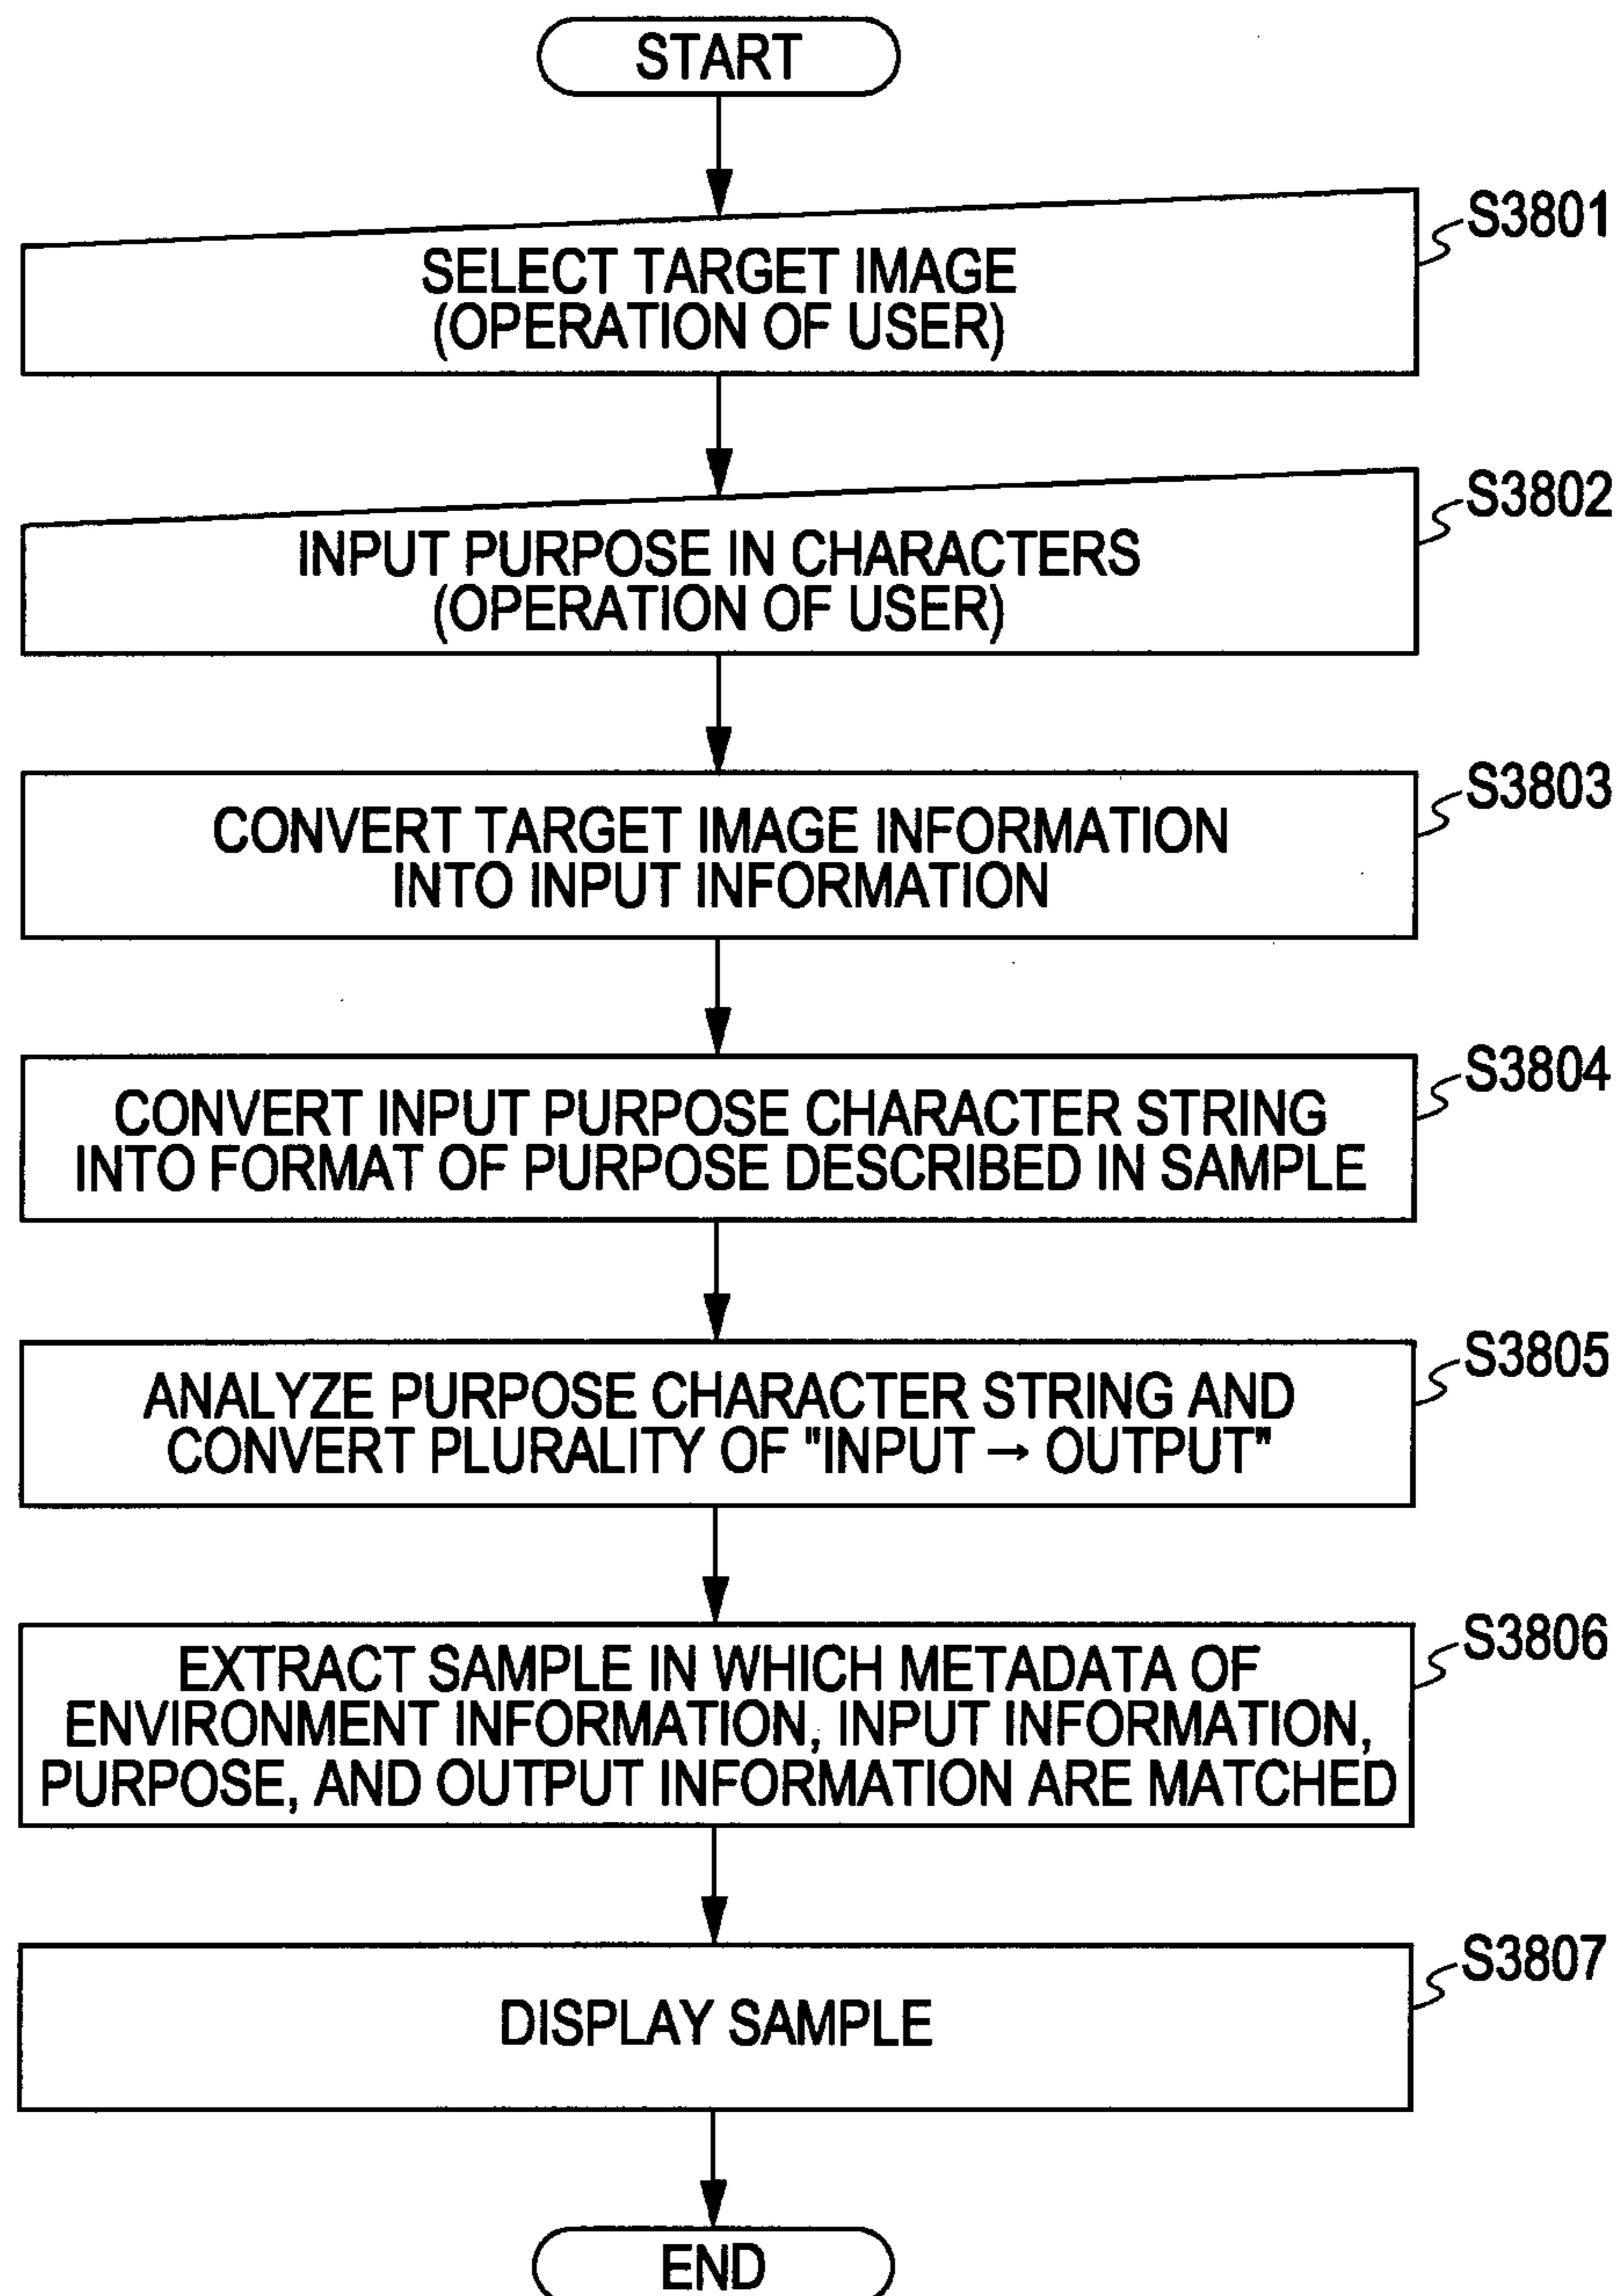 START
S3801
SELECT TARGET IMAGE
(OPERATION OF USER)
S3802
INPUT PURPOSE IN CHARACTERS
(OPERATION OF USER)
S3803
CONVERT TARGET IMAGE INFORMATION
INTO INPUT INFORMATION
S3804
CONVERT INPUT PURPOSE CHARACTER STRING
INTO FORMAT OF PURPOSE DESCRIBED IN SAMPLE
S3805
ANALYZE PURPOSE CHARACTER STRING AND
CONVERT PLURALITY OF "INPUT → OUTPUT"
S3806
EXTRACT SAMPLE IN WHICH METADATA OF
ENVIRONMENT INFORMATION, INPUT INFORMATION,
PURPOSE, AND OUTPUT INFORMATION ARE MATCHED
S3807
DISPLAY SAMPLE
END